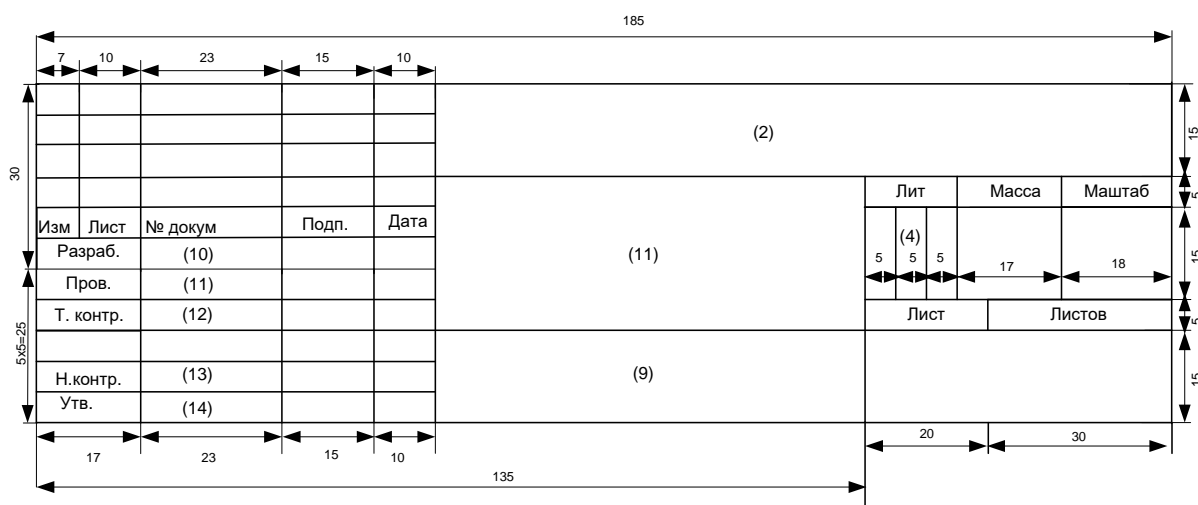 185
7 10 23 15 10
(2)
15
30
Лит Масса Маштаб
5
Изм Лист № докум Подп. Дата
(4)
Разраб. (10)
(11)
5 5 5 17 18
15
Пров. (11)
Т. контр. (12)
Лист Листов
5
5x5=25
Н.контр. (13)
(9)
15
Утв. (14)
17 23 15 10
20 30
135